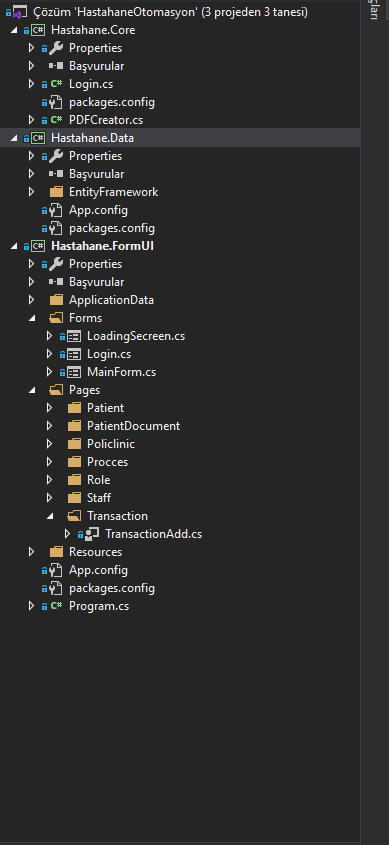 Çözüm 'HastahaneOtomasyon' (3 projeden 3 tanesi)
Hastahane.Core
Properties
Başvurular
Login.cs
packages.config
PDFCreator.cs
Hastahane.Data
Properties
Başvurular
EntityFramework
App.config
packages.config
Hastahane.FormUI
Properties
Başvurular
ApplicationData
Forms
LoadingSecreen.cs
Login.cs
MainForm.cs
Pages
Patient
PatientDocument
Policlinic
Procces
Role
Staff
Transaction
TransactionAdd.cs
Resources
App.config
packages.config
Program.cs